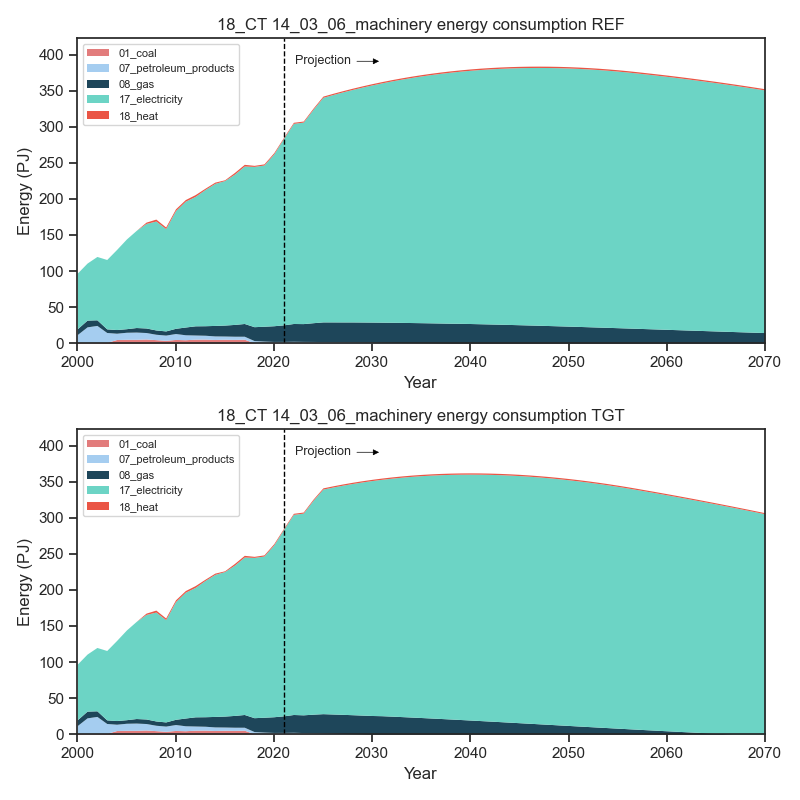 18_CT 14_03_06_machinery energy consumption REF
400
350
300
250
200
150
100
50
0
Energy (PJ)
01_coal
07_petroleum_products
08_gas
17_electricity
18_heat
Projection
2000 2010 2020 2030 2040 2050 2060 2070
Year
18_CT 14_03_06_machinery energy consumption TGT
400
350
300
250
200
150
100
50
0
Energy (PJ)
01_coal
07_petroleum_products
08_gas
17_electricity
18_heat
Projection
2000 2010 2020 2030 2040 2050 2060 2070
Year